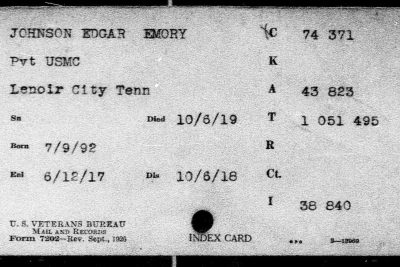 JOHNSON EDGAR EMORY C 74 371
Pvt USMC K
Lenoir City Tenn A 43 823
Sn Died 10/6/19 T 1 051 495
Born 7/9/92 R
Enl 6/12/17 Dis 10/6/18 Ct.
I 38 840
U. S. VETERANS BUREAU
MAIL AND RECORDS
Form 7202—Rev. Sept., 1926 INDEX CARD